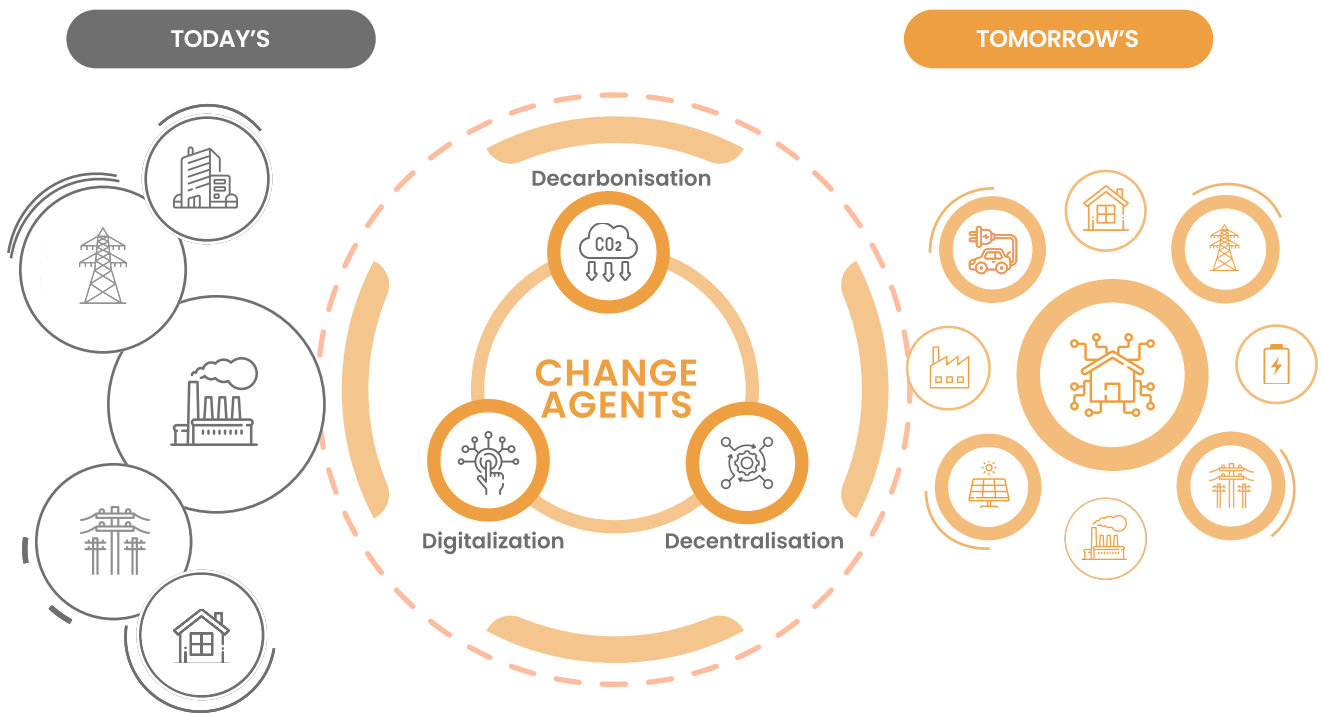 TODAY'S
TOMORROW'S
Decarbonisation
CO₂
CHANGE
AGENTS
Digitalization
Decentralisation